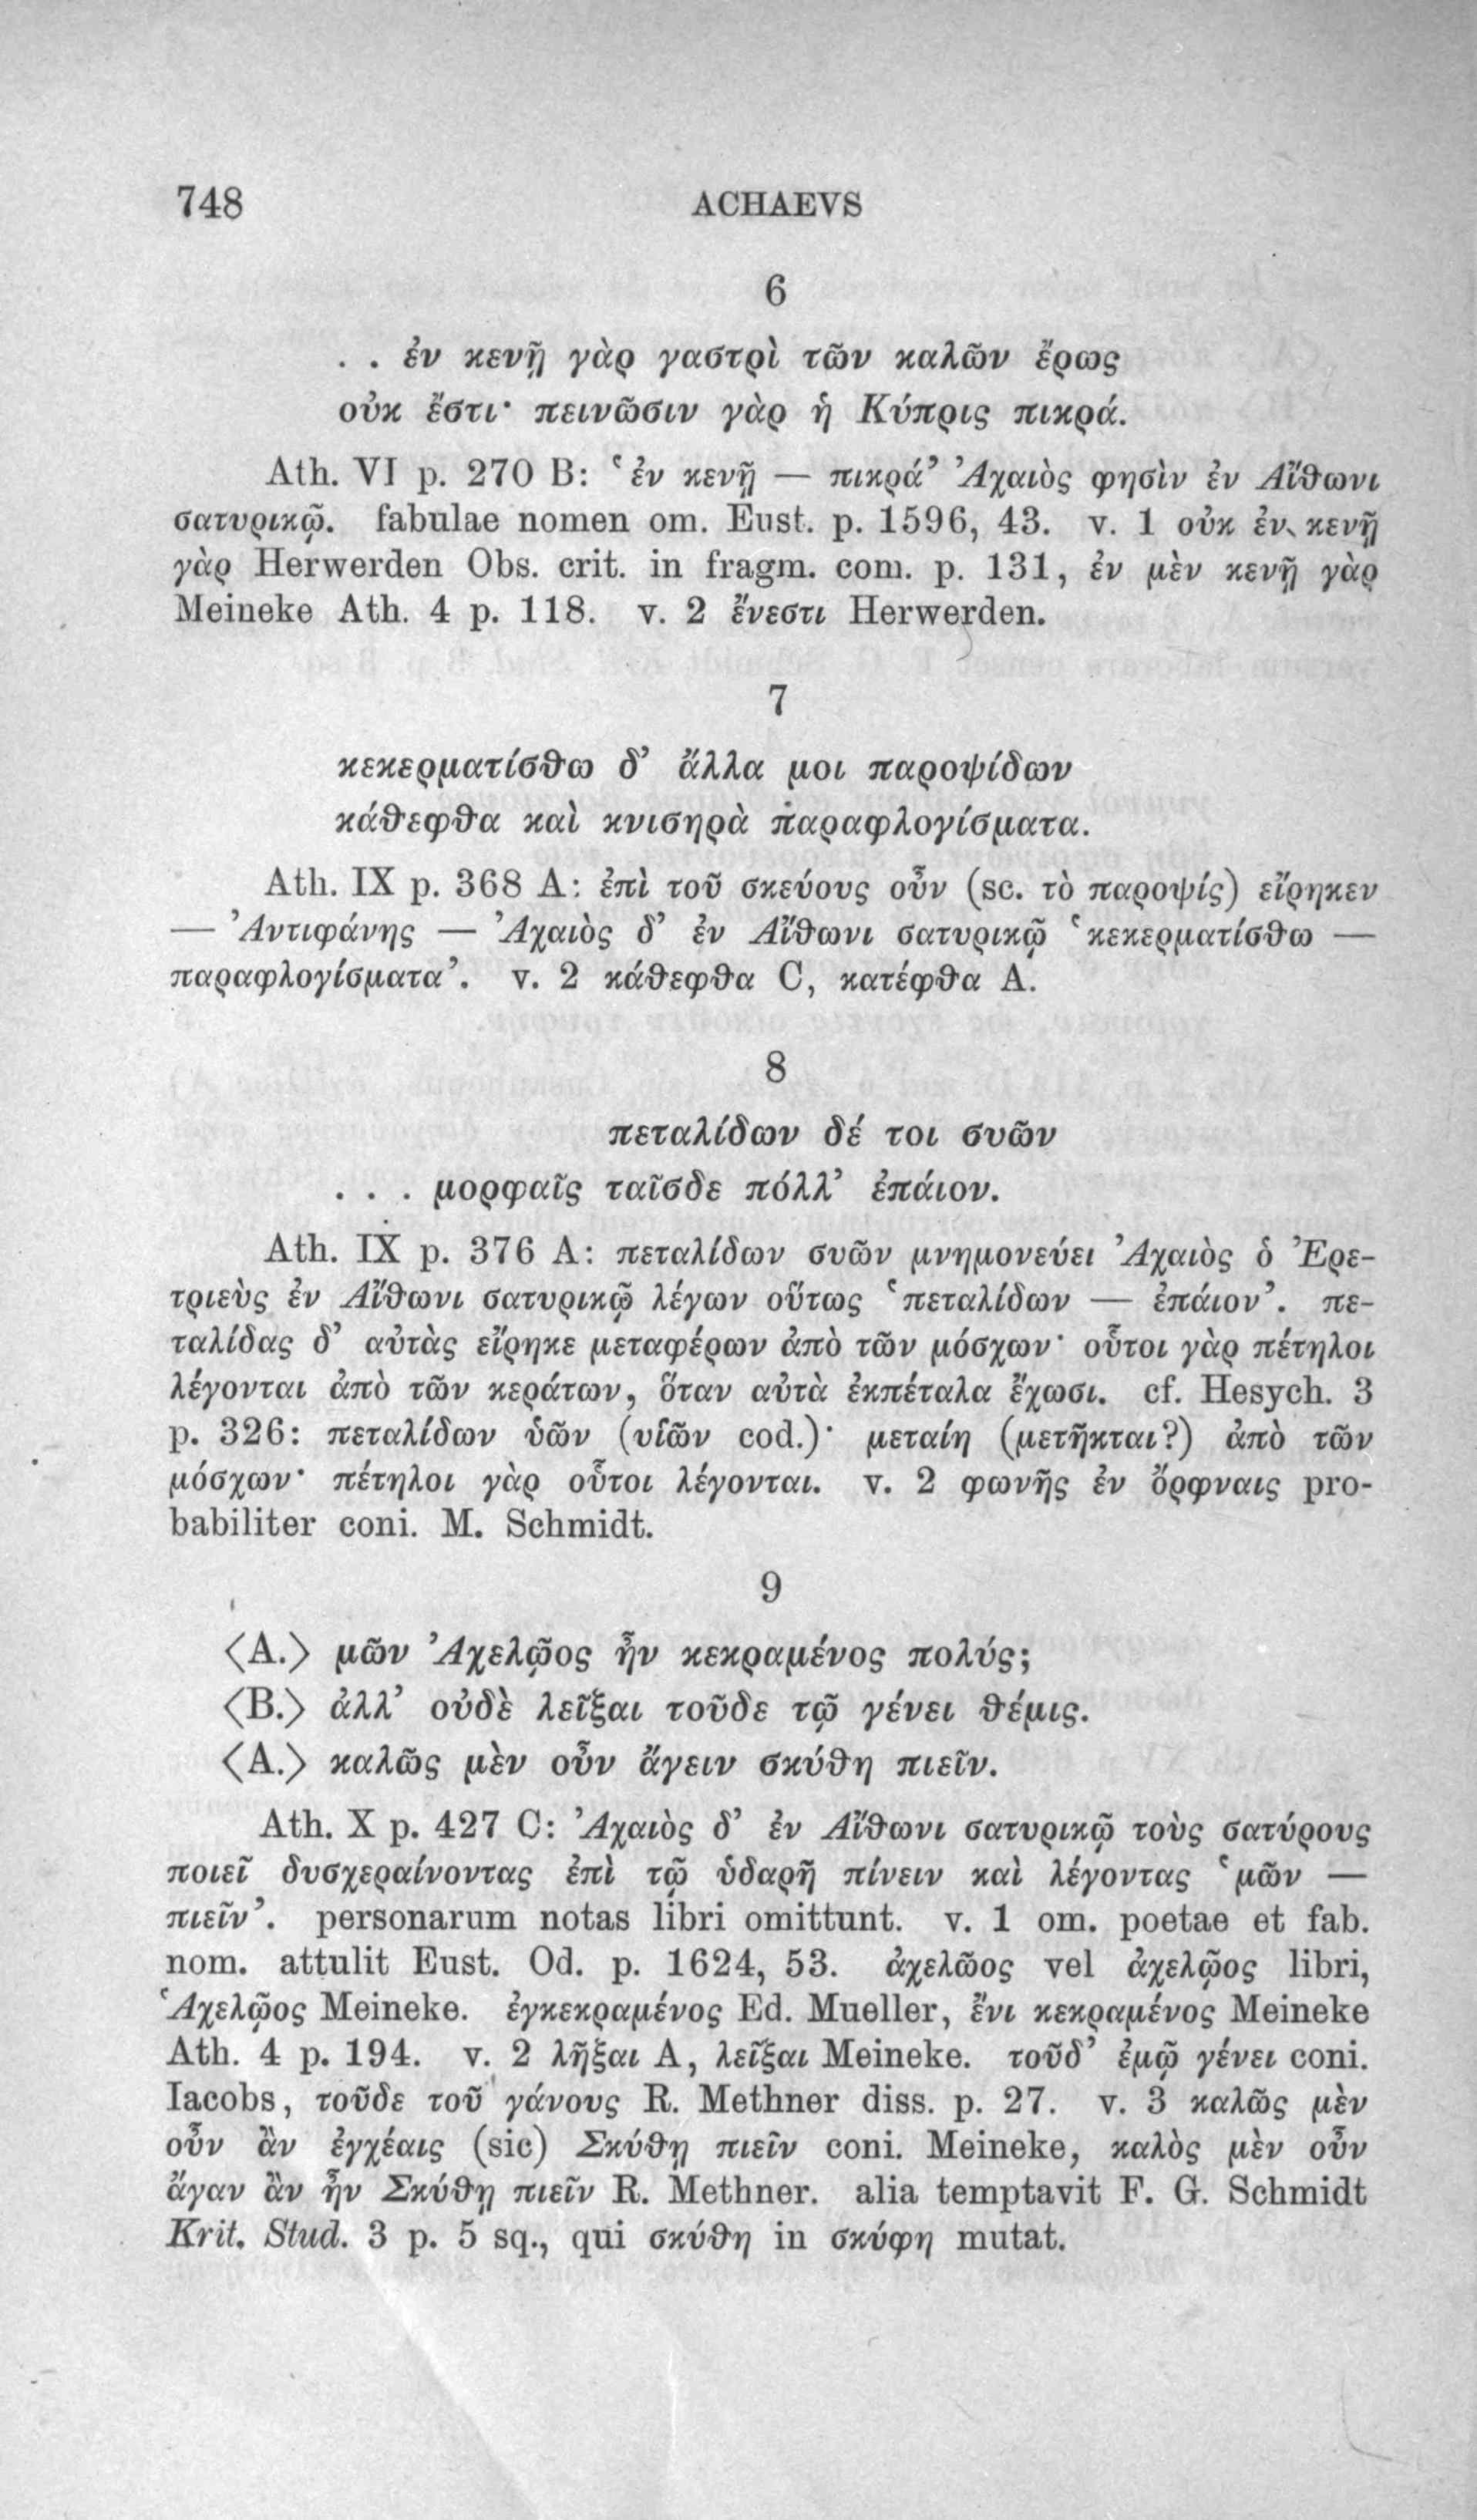 748 ACHAEVS
6
. . ἐν κενῇ γὰρ γαστρὶ τῶν καλῶν ἔρως
οὐκ ἔστι· πεινῶσιν γὰρ ἡ Κύπρις πικρά.
Ath. VI p. 270 B: ‘ἐν κενῇ — πικρά’ Ἀχαιὸς φησὶν ἐν Αἴθωνι
σατυρικῷ. fabulae nomen om. Eust. p. 1596, 43. v. 1 οὐκ ἐν κενῇ
γὰρ Herwerden Obs. crit. in fragm. com. p. 131, ἐν μὲν κενῇ γὰρ
Meineke Ath. 4 p. 118. v. 2 ἔνεστι Herwerden.
7
κεκερματίσθω δ’ ἄλλα μοι παροψίδων
κάθεφθα καὶ κνισηρὰ παραφλογίσματα.
Ath. IX p. 368 A: ἐπὶ τοῦ σκεύους οὖν (sc. τὸ παροψίς) εἴρηκεν
— Ἀντιφάνης — Ἀχαιὸς δ’ ἐν Αἴθωνι σατυρικῷ ‘κεκερματίσθω —
παραφλογίσματα’. v. 2 κάθεφθα C, κατέφθα A.
8
πεταλίδων δέ τοι συῶν
. . . μορφαῖς ταῖσδε πόλλ’ ἐπάιον.
Ath. IX p. 376 A: πεταλίδων συῶν μνημονεύει Ἀχαιὸς ὁ Ἐρε-
τριεὺς ἐν Αἴθωνι σατυρικῷ λέγων οὕτως ‘πεταλίδων — ἐπάιον’. πε-
ταλίδας δ’ αὐτὰς εἴρηκε μεταφέρων ἀπὸ τῶν μόσχων· οὗτοι γὰρ πέτηλοι
λέγονται ἀπὸ τῶν κεράτων, ὅταν αὐτὰ ἐκπέταλα ἔχωσι. cf. Hesych. 3
p. 326: πεταλίδων ὑῶν (υἱῶν cod.)· μεταίη (μετῆκται?) ἀπὸ τῶν
μόσχων· πέτηλοι γὰρ οὗτοι λέγονται. v. 2 φωνῆς ἐν ὄρφναις pro-
babiliter coni. M. Schmidt.
9
⟨A.⟩ μῶν Ἀχελῷος ἦν κεκραμένος πολύς;
⟨B.⟩ ἀλλ’ οὐδὲ λεῖξαι τοῦδε τῷ γένει θέμις.
⟨A.⟩ καλῶς μὲν οὖν ἄγειν σκύθῃ πιεῖν.
Ath. X p. 427 C: Ἀχαιὸς δ’ ἐν Αἴθωνι σατυρικῷ τοὺς σατύρους
ποιεῖ δυσχεραίνοντας ἐπὶ τῷ ὑδαρῆ πίνειν καὶ λέγοντας ‘μῶν —
πιεῖν’. personarum notas libri omittunt. v. 1 om. poetae et fab.
nom. attulit Eust. Od. p. 1624, 53. ἀχελῶος vel ἀχελῷος libri,
Ἁχελῷος Meineke. ἐγκεκραμένος Ed. Mueller, ἔνι κεκραμένος Meineke
Ath. 4 p. 194. v. 2 λῆξαι A, λεῖξαι Meineke. τοῦδ’ ἐμῷ γένει coni.
Iacobs, τοῦδε τοῦ γάνους R. Methner diss. p. 27. v. 3 καλῶς μὲν
οὖν ἂν ἐγχέαις (sic) Σκύθῃ πιεῖν coni. Meineke, καλὸς μὲν οὖν
ἄγαν ἂν ἦν Σκύθῃ πιεῖν R. Methner. alia temptavit F. G. Schmidt
Krit. Stud. 3 p. 5 sq., qui σκύθη in σκύφη mutat.